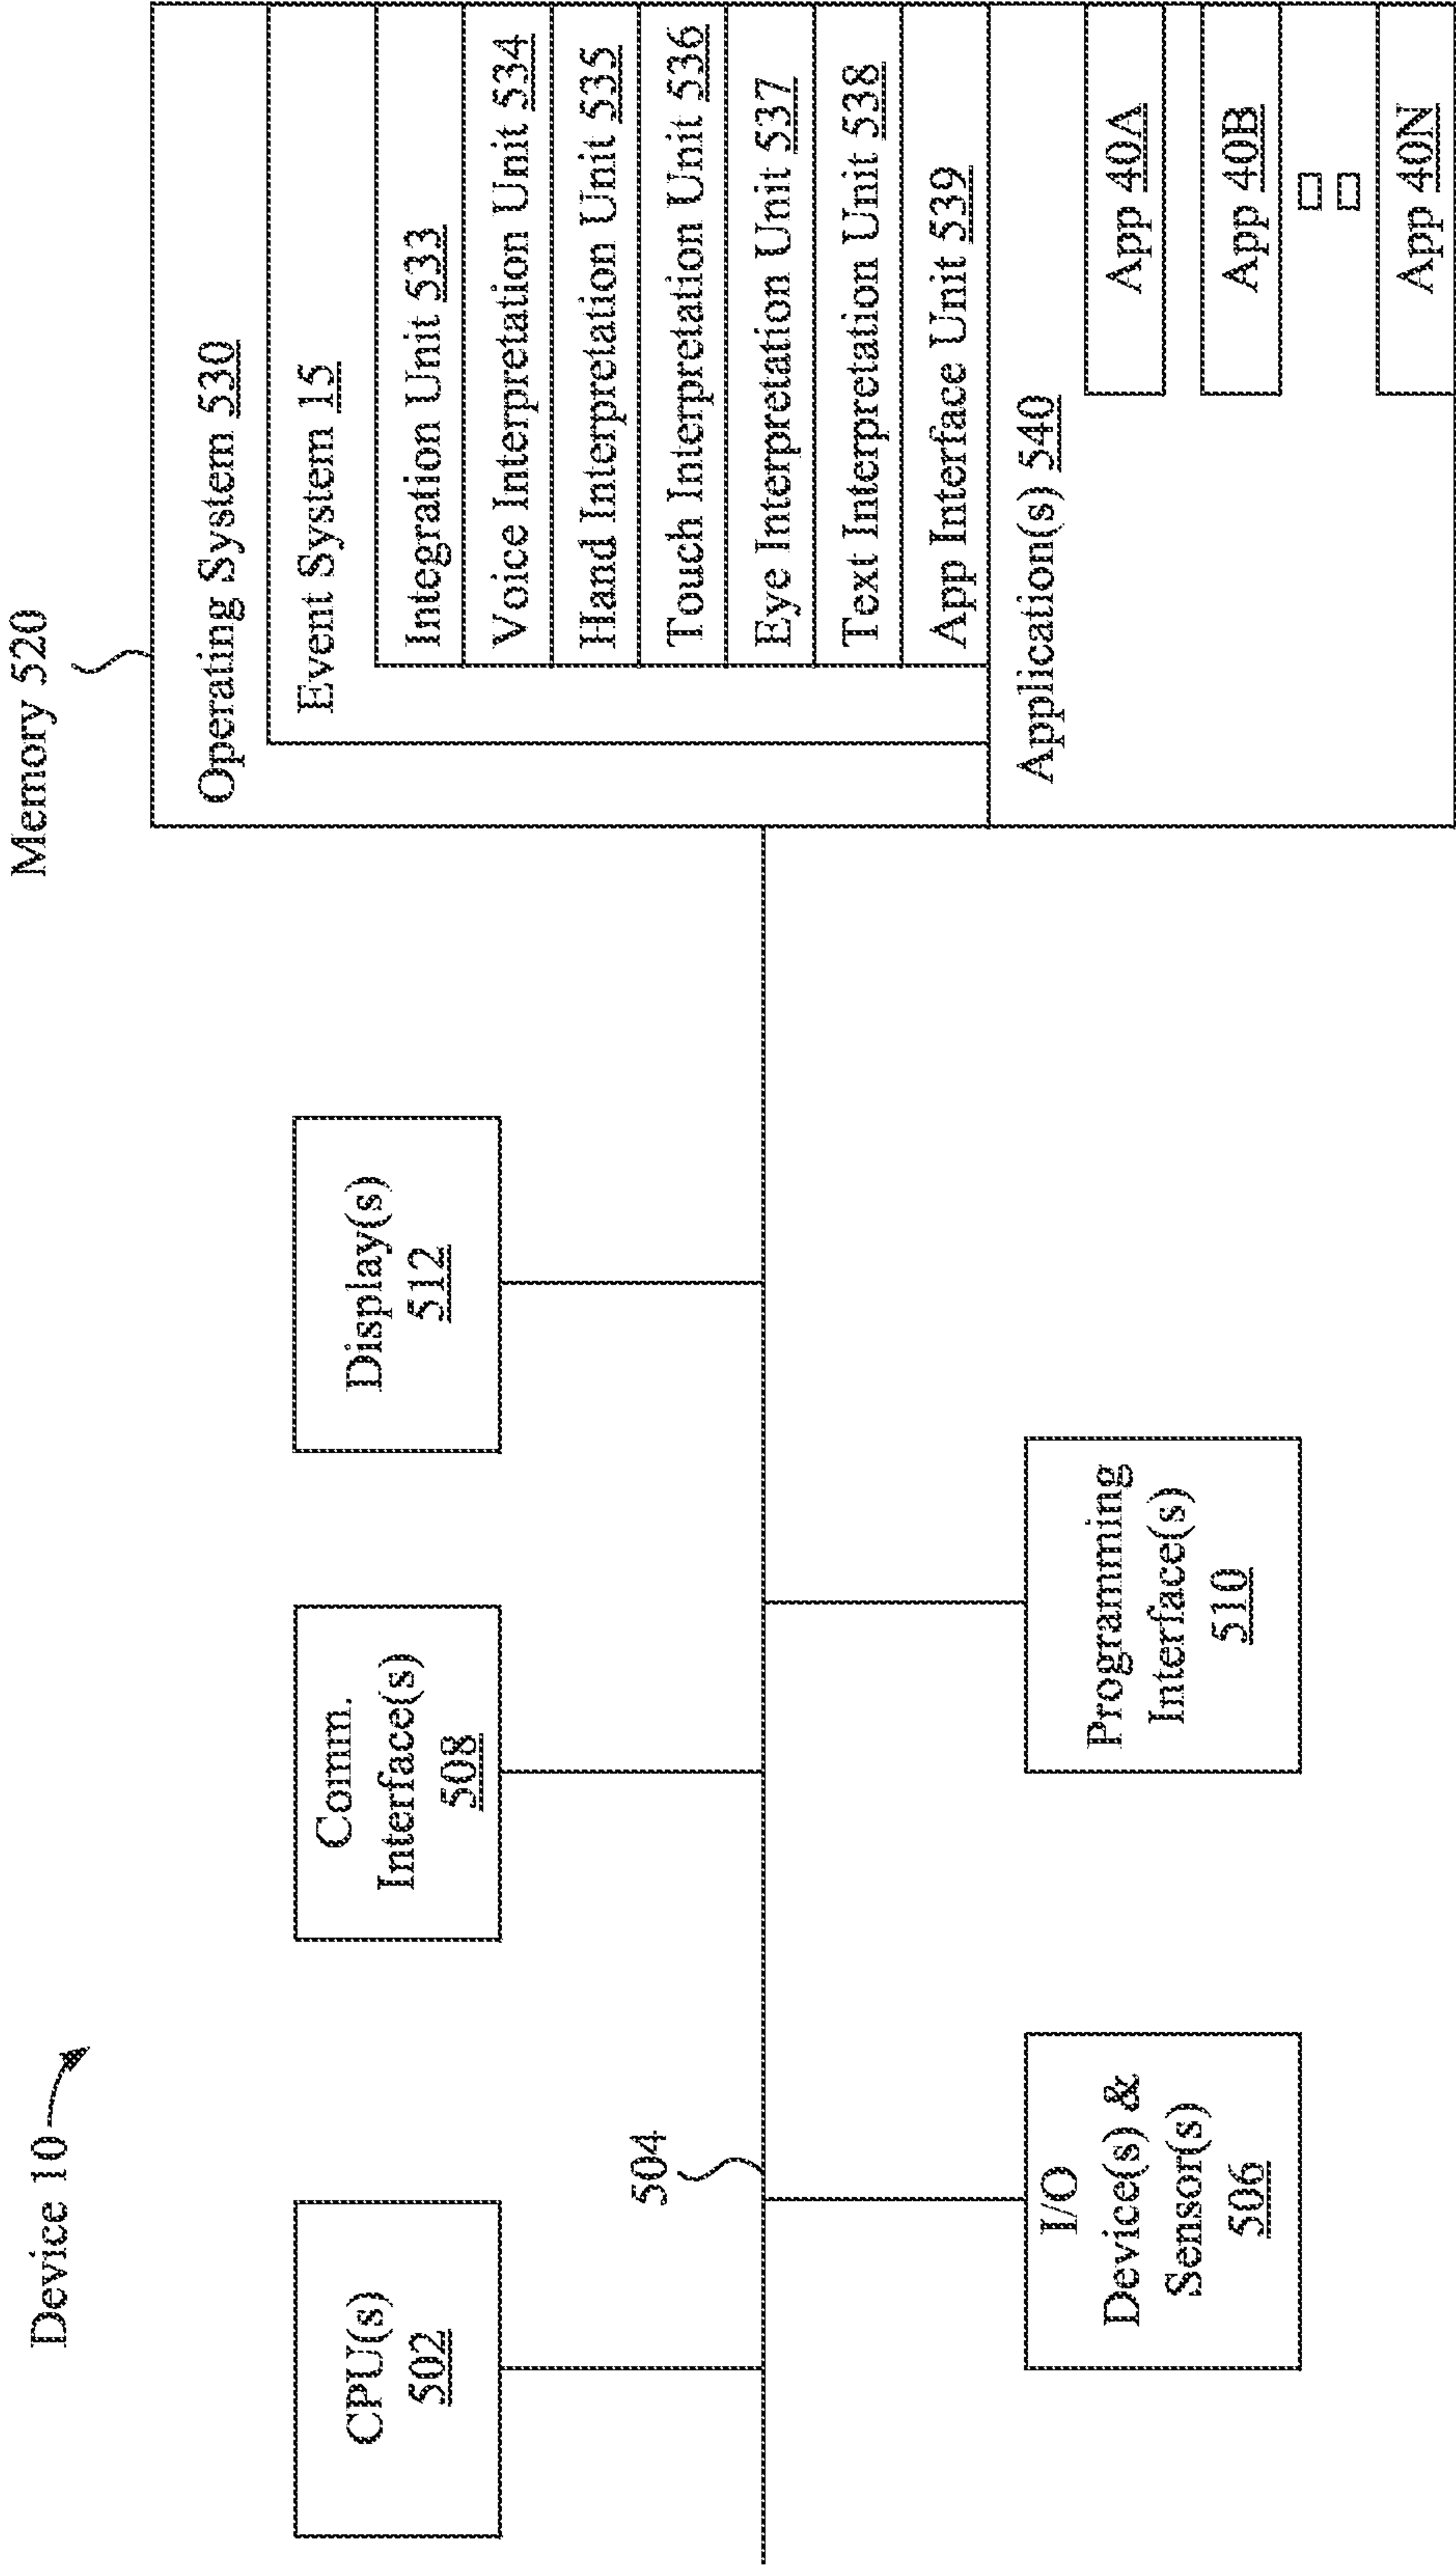 Device 10
Memory 520
CPU(s)
502
Comm.
Interface(s)
508
Display(s)
512
504
I/O
Device(s) &
Sensor(s)
506
Programming
Interface(s)
510
Operating System 530
Event System 15
Integration Unit 533
Voice Interpretation Unit 534
Hand Interpretation Unit 535
Touch Interpretation Unit 536
Eye Interpretation Unit 537
Text Interpretation Unit 538
App Interface Unit 539
Application(s) 540
App 40A
App 40B
App 40N